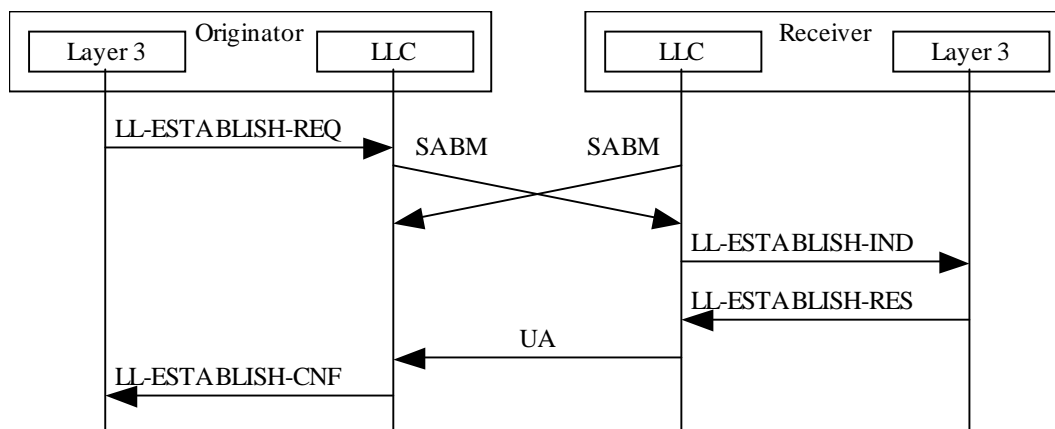 Originator
Receiver
Layer 3
LLC
LLC
Layer 3
LL-ESTABLISH-REQ
SABM
SABM
LL-ESTABLISH-IND
LL-ESTABLISH-RES
UA
LL-ESTABLISH-CNF